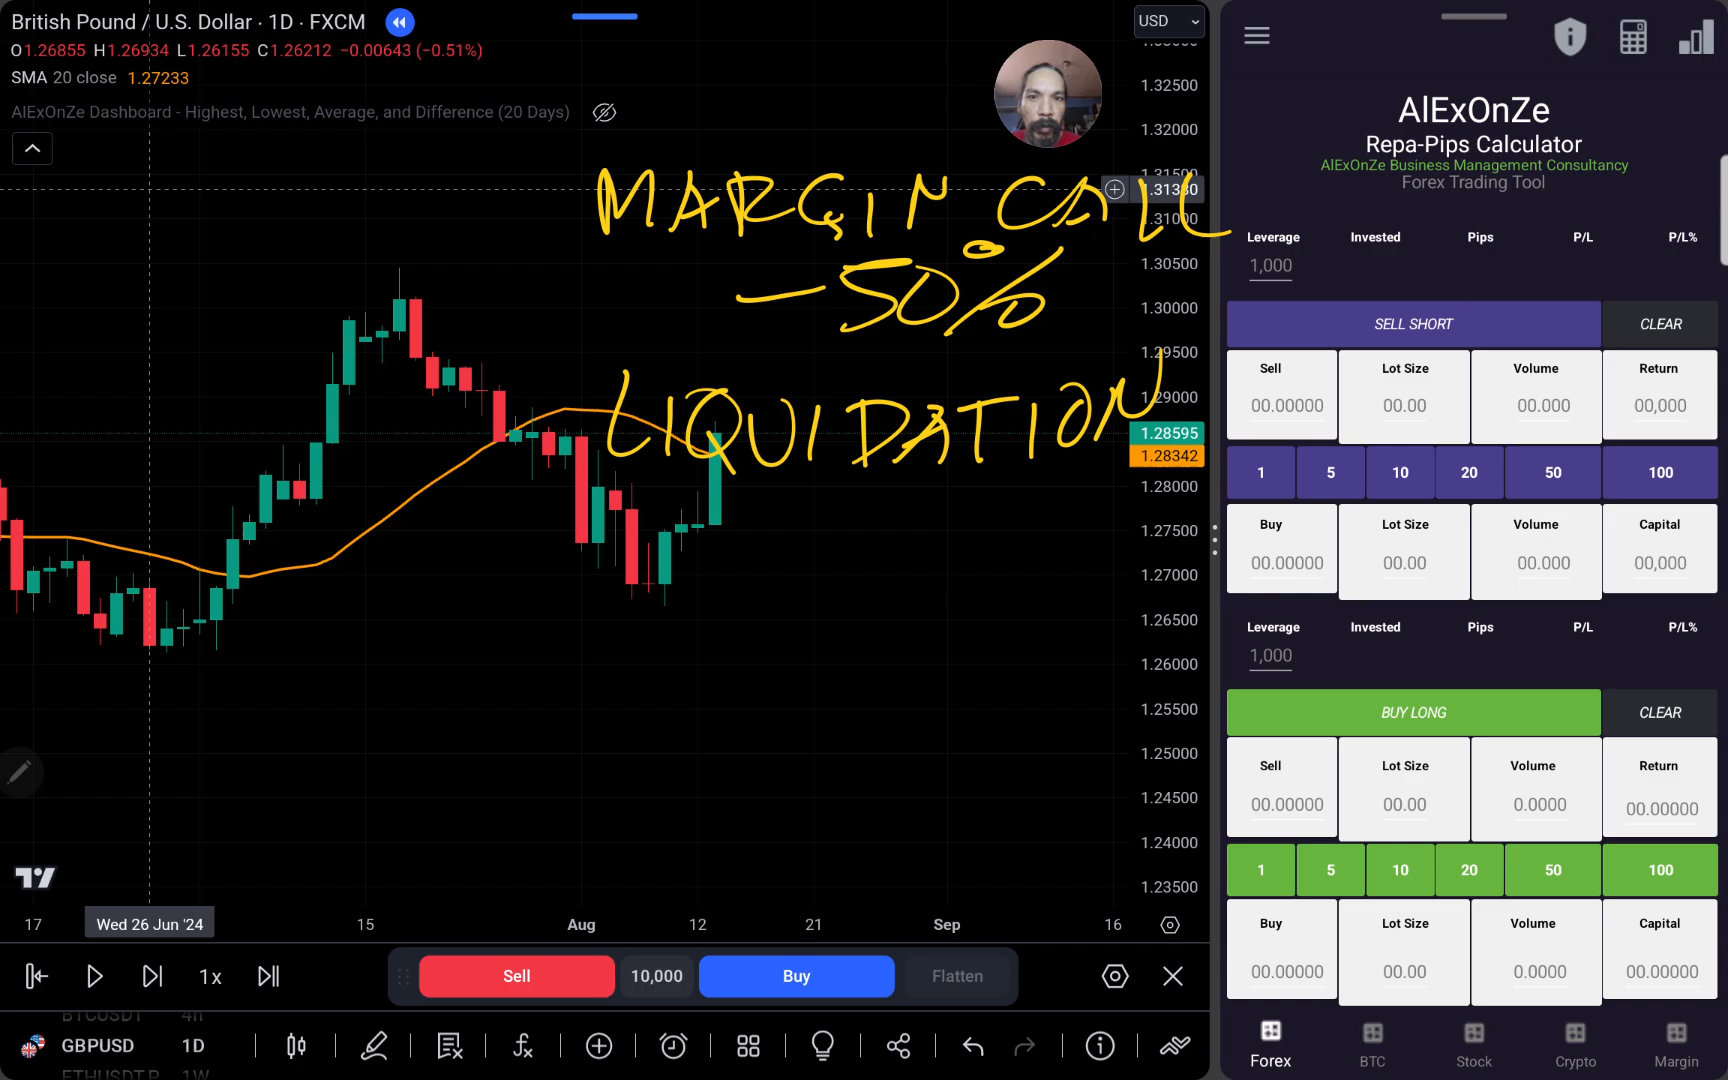 British Pound / U.S. Dollar · 1D · FXCM
O1.26855 H1.26934 L1.26155 C1.26212 −0.00643 (−0.51%)
SMA 20 close 1.27233
AlExOnZe Dashboard - Highest, Lowest, Average, and Difference (20 Days)
USD
1.32500
1.32000
1.31380
1.31000
1.30500
1.30000
1.29500
1.29000
1.28595
1.28342
1.28000
1.27500
1.27000
1.26500
1.26000
1.25500
1.25000
1.24500
1.24000
1.23500
MARGIN CALL
-50%
LIQUIDATION
17 Wed 26 Jun '24 15 Aug 12 21 Sep 16
1x Sell 10,000 Buy Flatten
BTCUSDT 4h
GBPUSD 1D
ETHUSDT.P 1W
AlExOnZe
Repa-Pips Calculator
AlExOnZe Business Management Consultancy
Forex Trading Tool
Leverage Invested Pips P/L P/L%
1,000
SELL SHORT CLEAR
Sell Lot Size Volume Return
00.00000 00.00 00.000 00,000
1 5 10 20 50 100
Buy Lot Size Volume Capital
00.00000 00.00 00.000 00,000
Leverage Invested Pips P/L P/L%
1,000
BUY LONG CLEAR
Sell Lot Size Volume Return
00.00000 00.00 0.0000 00.00000
1 5 10 20 50 100
Buy Lot Size Volume Capital
00.00000 00.00 0.0000 00.00000
Forex BTC Stock Crypto Margin